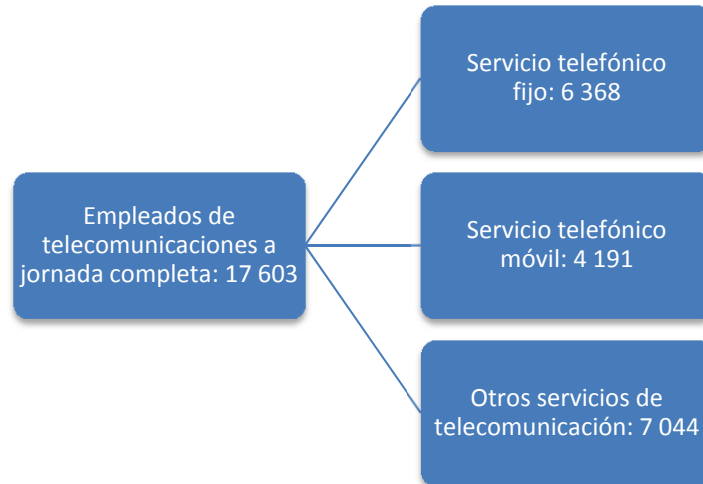 Servicio telefónico
fijo: 6 368
Empleados de
telecomunicaciones a
jornada completa: 17 603
Servicio telefónico
móvil: 4 191
Otros servicios de
telecomunicación: 7 044